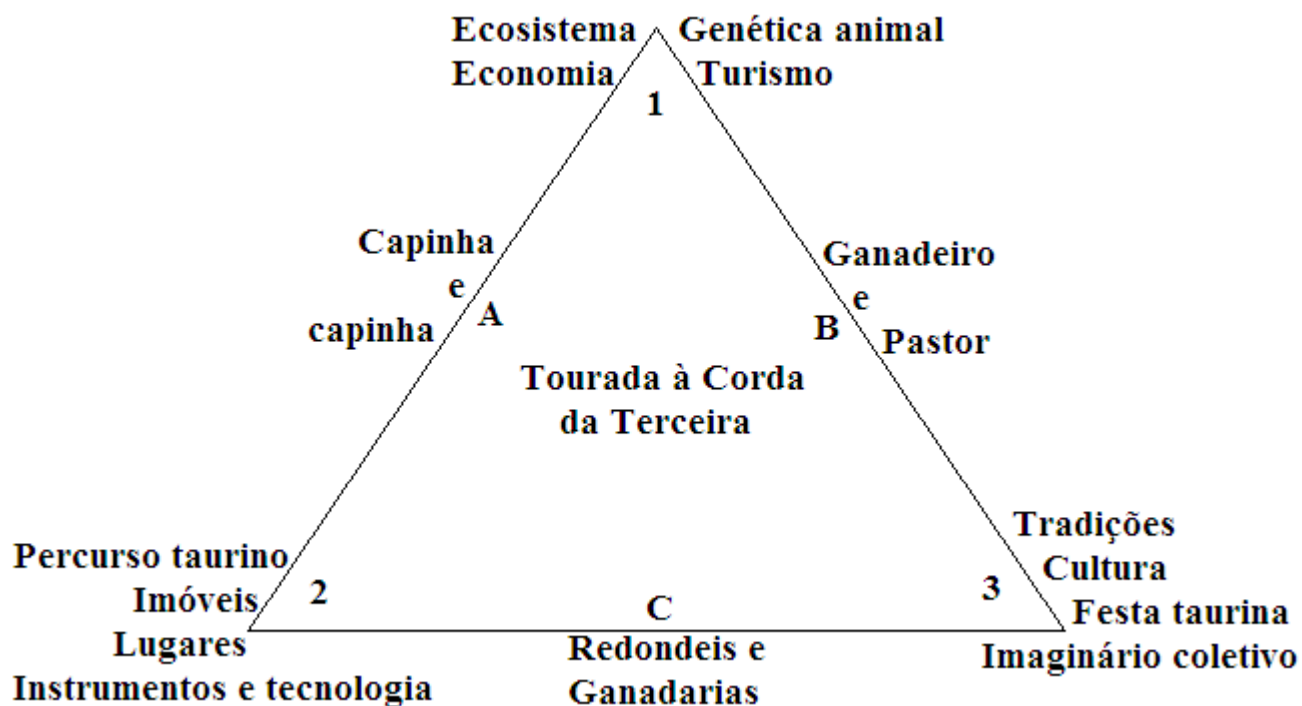 Ecosistema Genética animal
Economia Turismo
1
Capinha
e
capinha
A
Ganadeiro
e
Pastor
B
Tourada à Corda
da Terceira
Percurso taurino
Imóveis
Lugares
Instrumentos e tecnologia
2
C
Redondeis e
Ganadarias
3
Tradições
Cultura
Festa taurina
Imaginário coletivo